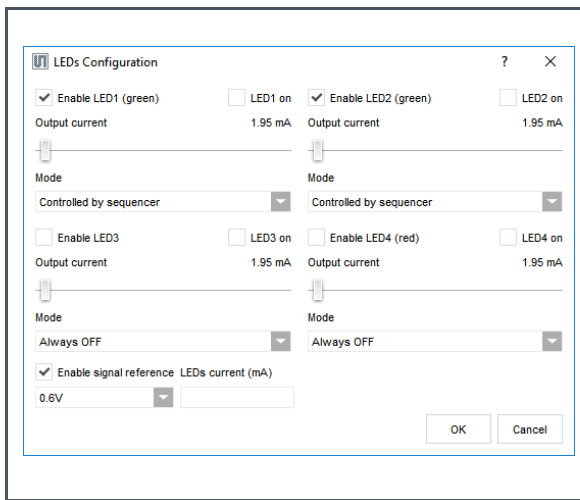 LEDs Configuration ?
Enable LED1 (green) LED1 on Enable LED2 (green) LED2 on
Output current 1.95 mA Output current 1.95 mA
Mode Mode
Controlled by sequencer Controlled by sequencer
Enable LED3 LED3 on Enable LED4 (red) LED4 on
Output current 1.95 mA Output current 1.95 mA
Mode Mode
Always OFF Always OFF
Enable signal reference LEDs current (mA)
0.6V
OK Cancel